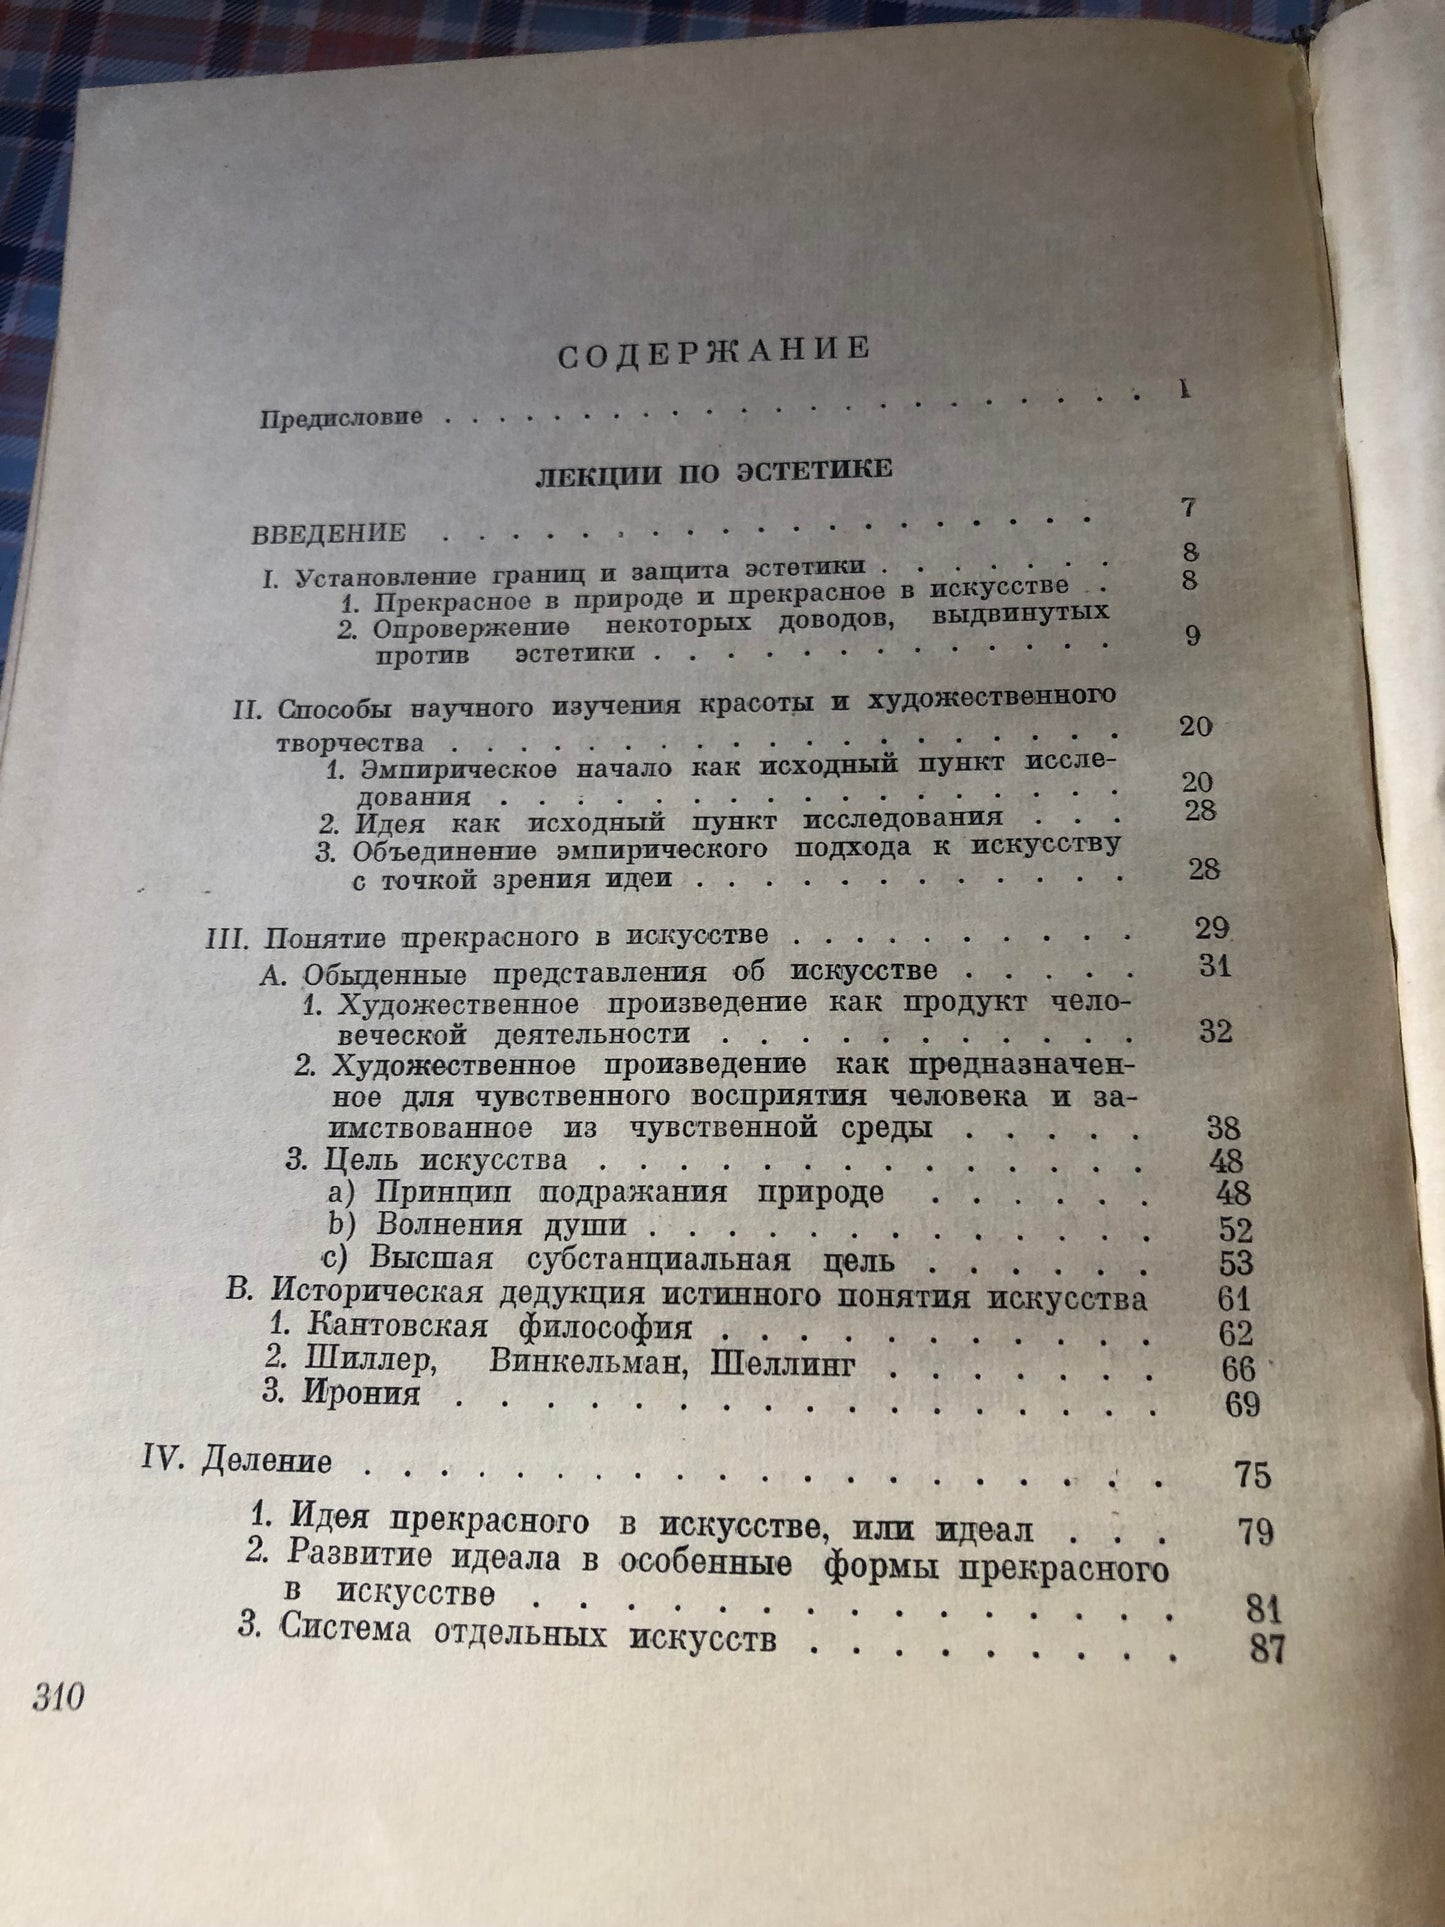 СОДЕРЖАНИЕ
Предисловие . . . . . . . . . . . . . . . . . . . . . . . 1
ЛЕКЦИИ ПО ЭСТЕТИКЕ
ВВЕДЕНИЕ . . . . . . . . . . . . . . . . . . . 7
I. Установление границ и защита эстетики . . . . . . . 8
1. Прекрасное в природе и прекрасное в искусстве . . 8
2. Опровержение некоторых доводов, выдвинутых
против эстетики . . . . . . . . . . . . . 9
II. Способы научного изучения красоты и художественного
творчества . . . . . . . . . . . . . . . . . . 20
1. Эмпирическое начало как исходный пункт иссле-
дования . . . . . . . . . . . . . . . . . 20
2. Идея как исходный пункт исследования . . . 28
3. Объединение эмпирического подхода к искусству
с точкой зрения идеи . . . . . . . . . . . . 28
III. Понятие прекрасного в искусстве . . . . . . . . . . 29
А. Обыденные представления об искусстве . . . . . 31
1. Художественное произведение как продукт чело-
веческой деятельности . . . . . . . . . . . 32
2. Художественное произведение как предназначен-
ное для чувственного восприятия человека и за-
имствованное из чувственной среды . . . . . 38
3. Цель искусства . . . . . . . . . . . . . . 48
a) Принцип подражания природе . . . . . . 48
b) Волнения души . . . . . . . . . . . . . 52
c) Высшая субстанциальная цель . . . . . . 53
В. Историческая дедукция истинного понятия искусства 61
1. Кантовская философия . . . . . . . . . . . 62
2. Шиллер, Винкельман, Шеллинг . . . . . . . 66
3. Ирония . . . . . . . . . . . . . . . . . 69
IV. Деление . . . . . . . . . . . . . . . . . . . . . 75
1. Идея прекрасного в искусстве, или идеал . . . 79
2. Развитие идеала в особенные формы прекрасного
в искусстве . . . . . . . . . . . . . . . 81
3. Система отдельных искусств . . . . . . . . . 87
310